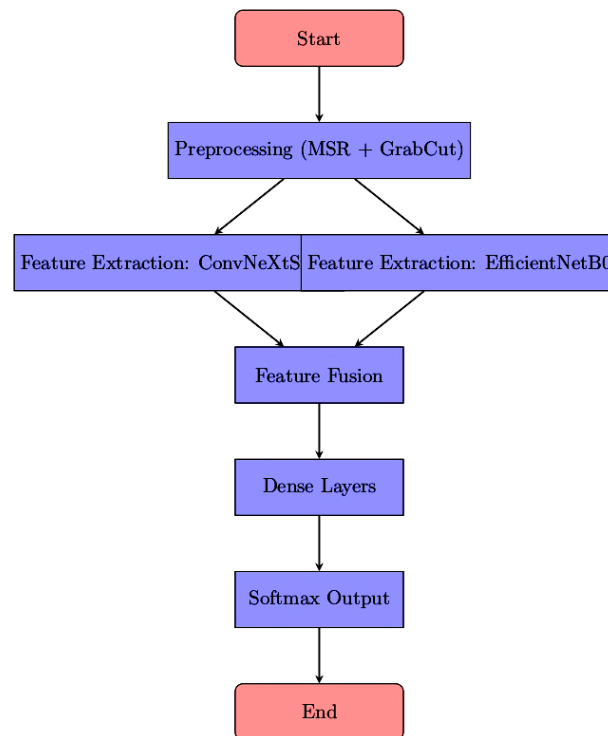 Start
Preprocessing (MSR + GrabCut)
Feature Extraction: ConvNeXtS
Feature Extraction: EfficientNetB0
Feature Fusion
Dense Layers
Softmax Output
End